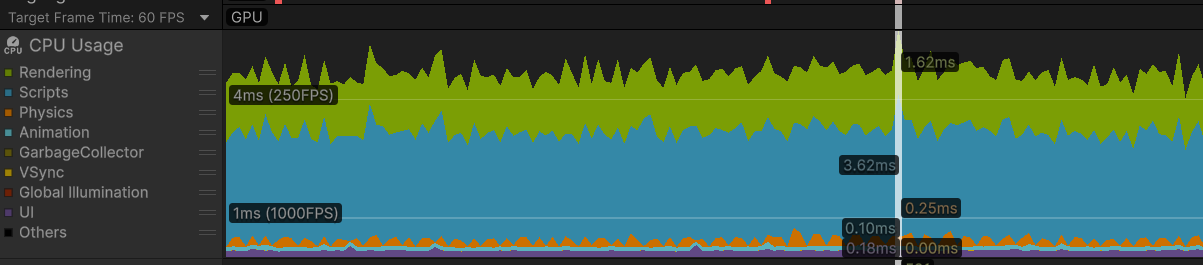 Target Frame Time: 60 FPS
GPU
CPU
CPU Usage
Rendering
Scripts
Physics
Animation
GarbageCollector
VSync
Global Illumination
UI
Others
1.62ms
4ms (250FPS)
3.62ms
1ms (1000FPS)
0.25ms
0.10ms
0.18ms
0.00ms